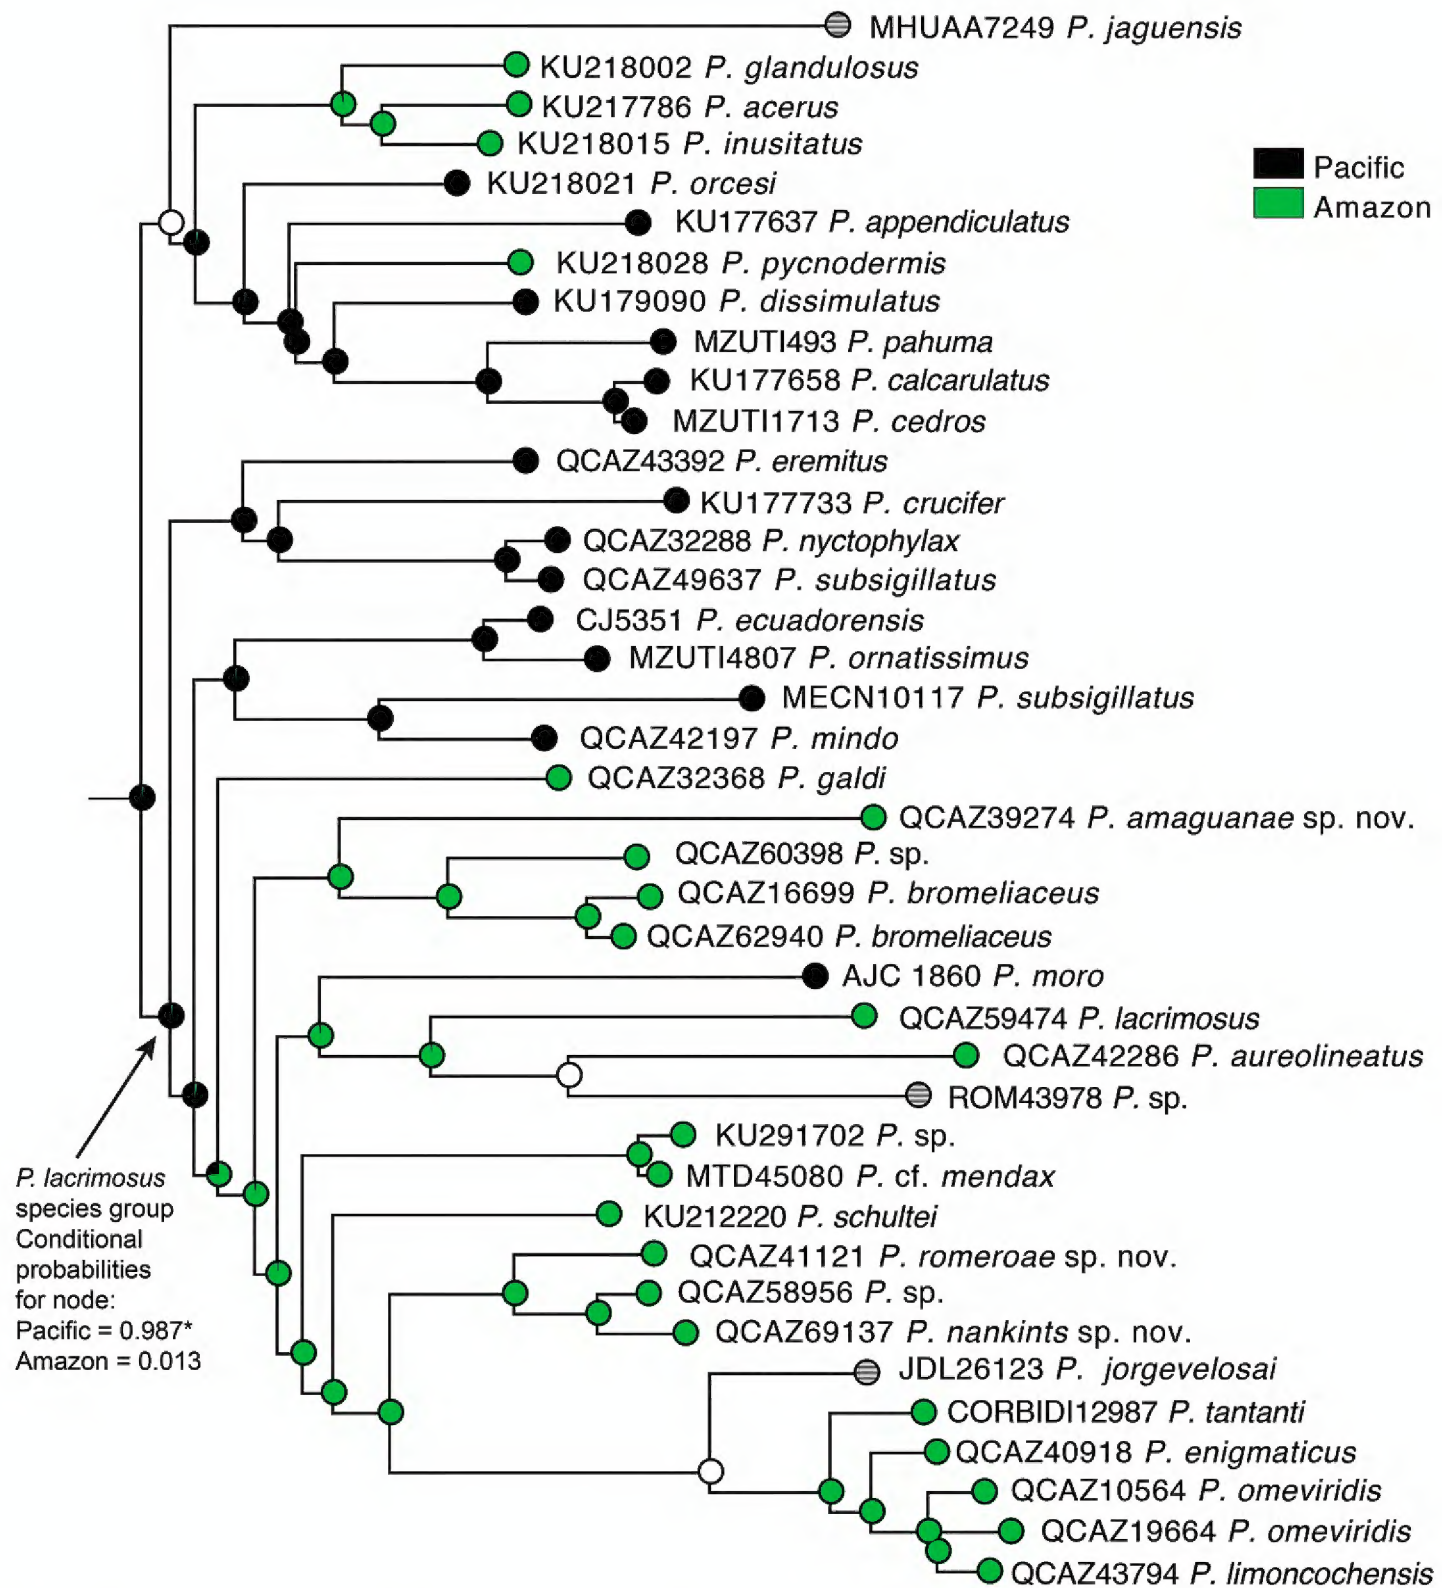 MHUAA7249 P. jaguensis
KU218002 P. glandulosus
KU217786 P. acerus
KU218015 P. inusitatus
Pacific
Amazon
KU218021 P. orcesi
KU177637 P. appendiculatus
KU218028 P. pycnodermis
KU179090 P. dissimulatus
MZUTI493 P. pahuma
KU177658 P. calcarulatus
MZUTI1713 P. cedros
QCAZ43392 P. eremitus
KU177733 P. crucifer
QCAZ32288 P. nyctophylax
QCAZ49637 P. subsigillatus
CJ5351 P. ecuadorensis
MZUTI4807 P. ornatissimus
MECN10117 P. subsigillatus
QCAZ42197 P. mindo
QCAZ32368 P. galdi
QCAZ39274 P. amaguanae sp. nov.
QCAZ60398 P. sp.
QCAZ16699 P. bromeliaceus
QCAZ62940 P. bromeliaceus
AJC 1860 P. moro
QCAZ59474 P. lacrimosus
QCAZ42286 P. aureolineatus
ROM43978 P. sp.
KU291702 P. sp.
MTD45080 P. cf. mendax
KU212220 P. schultei
QCAZ41121 P. romeroae sp. nov.
QCAZ58956 P. sp.
QCAZ69137 P. nankints sp. nov.
JDL26123 P. jorgevelosai
CORBIDI12987 P. tantanti
QCAZ40918 P. enigmaticus
QCAZ10564 P. omeviridis
QCAZ19664 P. omeviridis
QCAZ43794 P. limoncochensis
P. lacrimosus
species group
Conditional
probabilities
for node:
Pacific = 0.987*
Amazon = 0.013